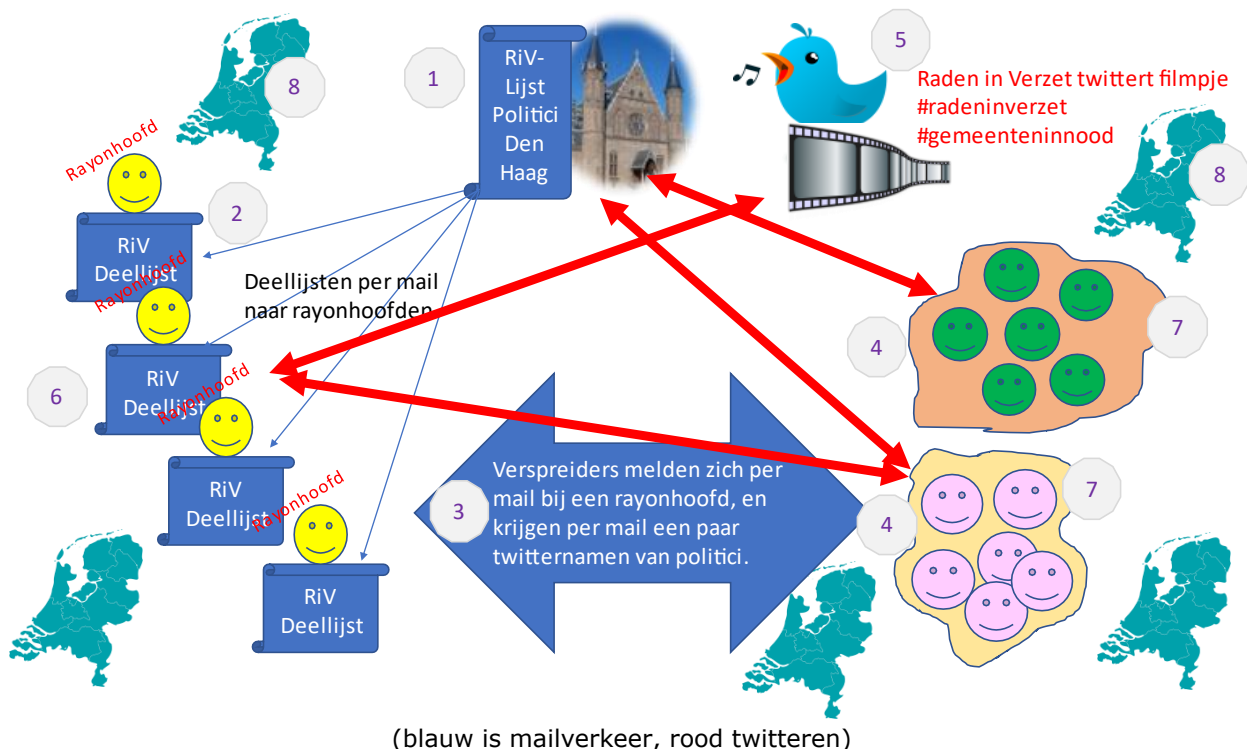 8
1
RiV-
Lijst
Politici
Den
Haag
5
Raden in Verzet twittert filmpje
#radeninverzet
#gemeenteninnood
8
Rayonhoofd
2
RiV
Deellijst
Rayonhoofd
Deellijsten per mail
naar rayonhoofden
4
7
6
RiV
Deellijst
Rayonhoofd
3
Verspreiders melden zich per
mail bij een rayonhoofd, en
krijgen per mail een paar
twitternamen van politici.
4
7
RiV
Deellijst
Rayonhoofd
RiV
Deellijst
(blauw is mailverkeer, rood twitteren)